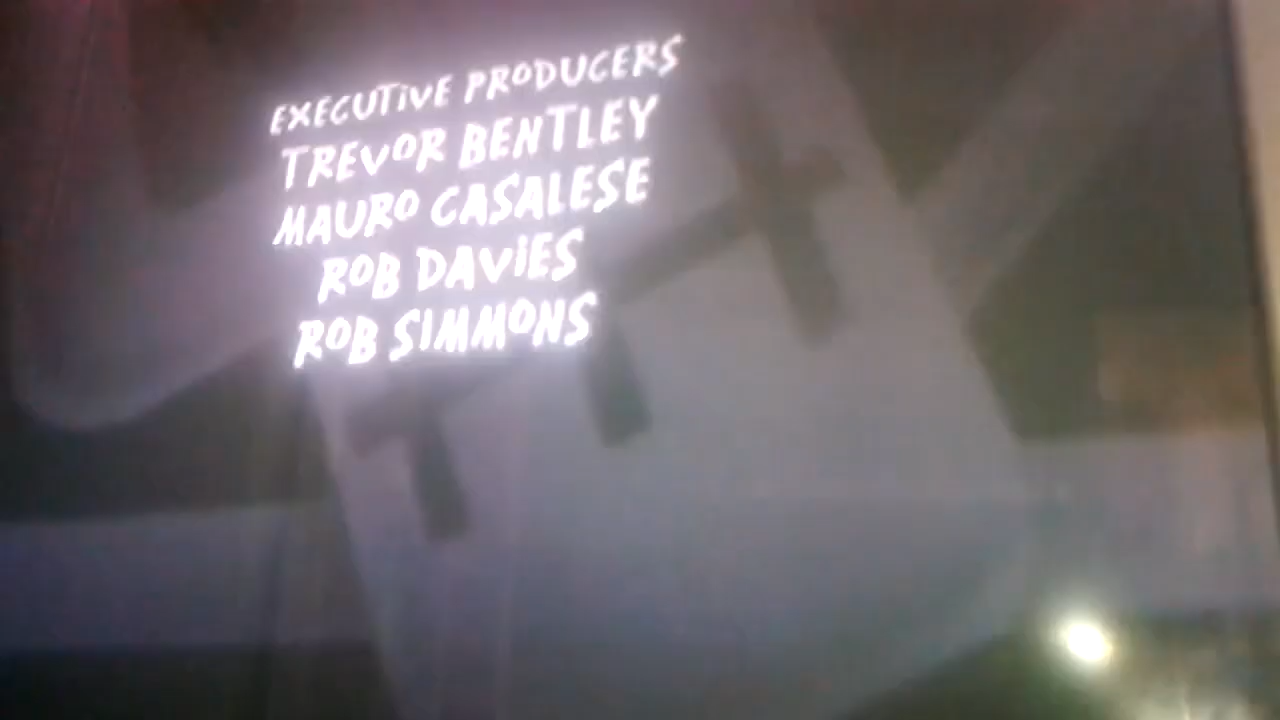 EXECUTiVE PRODUCERS
TREVOR BENTLEY
MAURO CASALESE
ROB DAViES
ROB SIMMONS